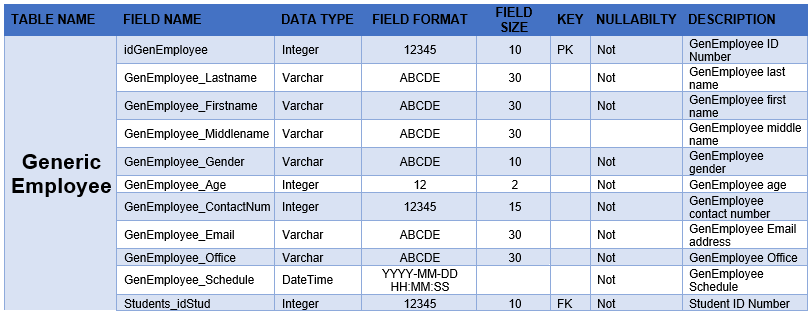 TABLE NAME FIELD NAME DATA TYPE FIELD FORMAT FIELD SIZE KEY NULLABILTY DESCRIPTION
Generic Employee
idGenEmployee Integer 12345 10 PK Not GenEmployee ID Number
GenEmployee_Lastname Varchar ABCDE 30 Not GenEmployee last name
GenEmployee_Firstname Varchar ABCDE 30 Not GenEmployee first name
GenEmployee_Middlename Varchar ABCDE 30 GenEmployee middle name
GenEmployee_Gender Varchar ABCDE 10 Not GenEmployee gender
GenEmployee_Age Integer 12 2 Not GenEmployee age
GenEmployee_ContactNum Integer 12345 15 Not GenEmployee contact number
GenEmployee_Email Varchar ABCDE 30 Not GenEmployee Email address
GenEmployee_Office Varchar ABCDE 30 Not GenEmployee Office
GenEmployee_Schedule DateTime YYYY-MM-DD HH:MM:SS Not GenEmployee Schedule
Students_idStud Integer 12345 10 FK Not Student ID Number